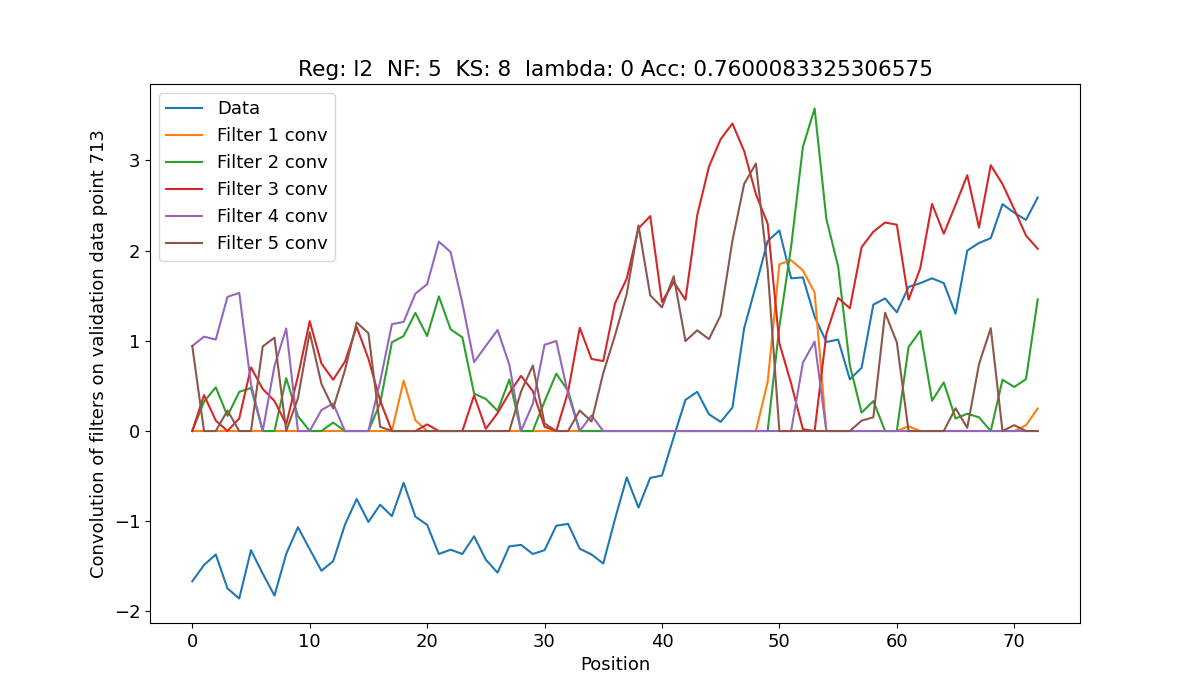 Reg: l2  NF: 5  KS: 8  lambda: 0 Acc: 0.7600083325306575
Data
Filter 1 conv
Filter 2 conv
Filter 3 conv
Filter 4 conv
Filter 5 conv
Convolution of filters on validation data point 713
3
2
1
0
−1
−2
0 10 20 30 40 50 60 70
Position